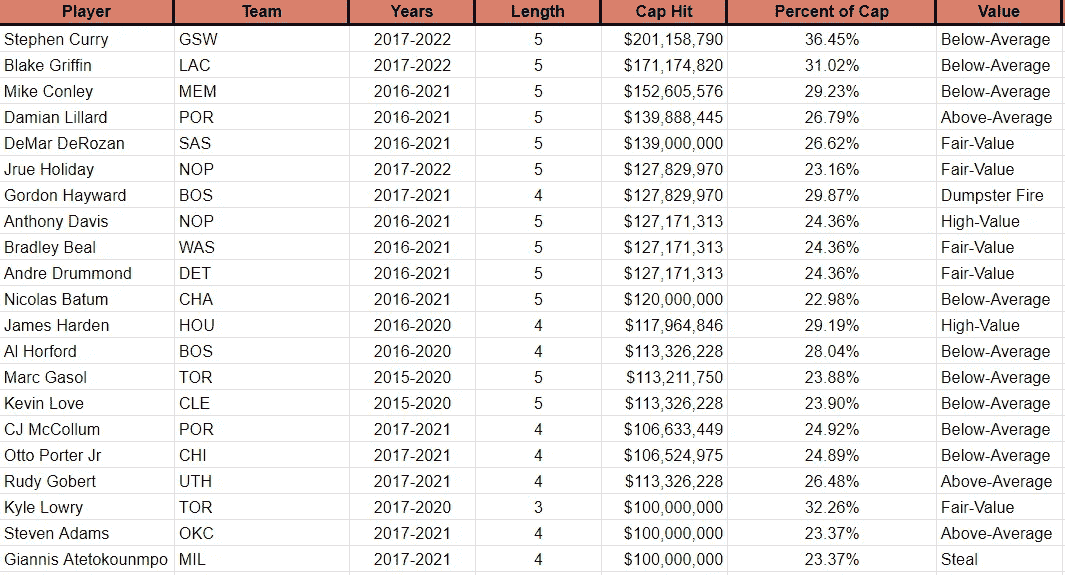 Player Team Years Length Cap Hit Percent of Cap Value
Stephen Curry GSW 2017-2022 5 $201,158,790 36.45% Below-Average
Blake Griffin LAC 2017-2022 5 $171,174,820 31.02% Below-Average
Mike Conley MEM 2016-2021 5 $152,605,576 29.23% Below-Average
Damian Lillard POR 2016-2021 5 $139,888,445 26.79% Above-Average
DeMar DeRozan SAS 2016-2021 5 $139,000,000 26.62% Fair-Value
Jrue Holiday NOP 2017-2022 5 $127,829,970 23.16% Fair-Value
Gordon Hayward BOS 2017-2021 4 $127,829,970 29.87% Dumpster Fire
Anthony Davis NOP 2016-2021 5 $127,171,313 24.36% High-Value
Bradley Beal WAS 2016-2021 5 $127,171,313 24.36% Fair-Value
Andre Drummond DET 2016-2021 5 $127,171,313 24.36% Fair-Value
Nicolas Batum CHA 2016-2021 5 $120,000,000 22.98% Below-Average
James Harden HOU 2016-2020 4 $117,964,846 29.19% High-Value
Al Horford BOS 2016-2020 4 $113,326,228 28.04% Below-Average
Marc Gasol TOR 2015-2020 5 $113,211,750 23.88% Below-Average
Kevin Love CLE 2015-2020 5 $113,326,228 23.90% Below-Average
CJ McCollum POR 2017-2021 4 $106,633,449 24.92% Below-Average
Otto Porter Jr CHI 2017-2021 4 $106,524,975 24.89% Below-Average
Rudy Gobert UTH 2017-2021 4 $113,326,228 26.48% Above-Average
Kyle Lowry TOR 2017-2020 3 $100,000,000 32.26% Fair-Value
Steven Adams OKC 2017-2021 4 $100,000,000 23.37% Above-Average
Giannis Atetokounmpo MIL 2017-2021 4 $100,000,000 23.37% Steal